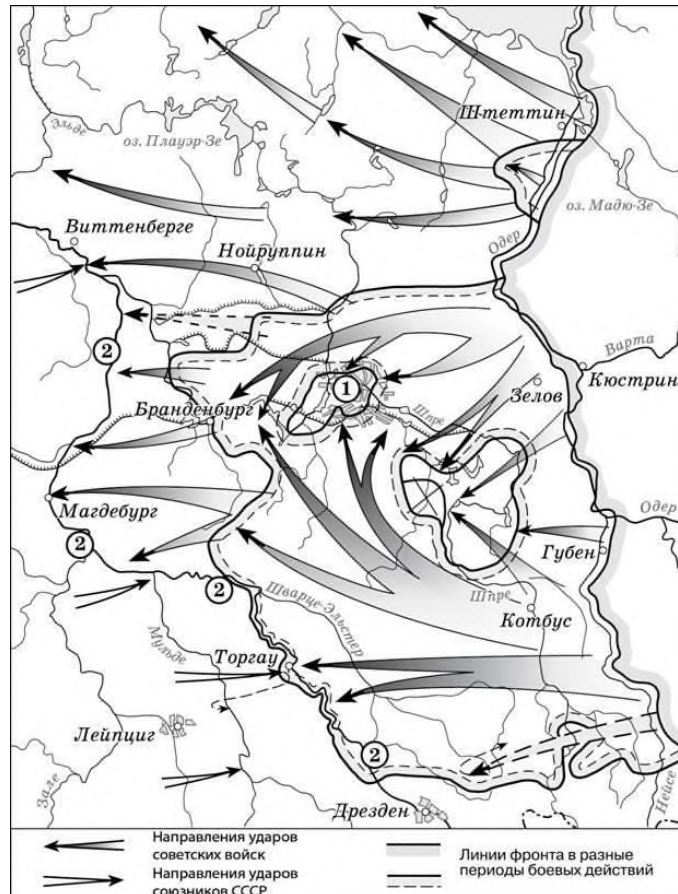 Штеттин
Эльде
оз. Плауэр-Зе
оз. Мадю-Зе
Одер
Виттенберге
Нойруппин
2
Варта
Кюстрин
1
Зелов
Бранденбург
Шпре
Магдебург
Одер
2
2
Губен
Шпре
Шварце-Эльстер
Котбус
Мульде
Торгау
Лейпциг
2
Зале
Дрезден
Нейсе
Направления ударов
советских войск
Направления ударов
союзников СССР
Линии фронта в разные
периоды боевых действий